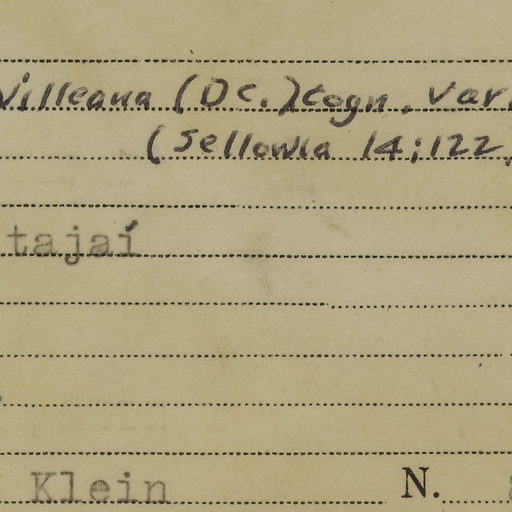 villeana (DC.) Cogn. var.
(Sellowia 14:122,
tajaí
Klein N.